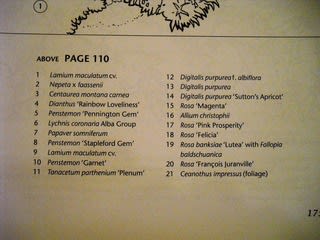 1
ABOVE PAGE 110
1 Lamium maculatum cv.
2 Nepeta x faassenii
3 Centaurea montana carnea
4 Dianthus 'Rainbow Loveliness'
5 Penstemon 'Pennington Gem'
6 Lychnis coronaria Alba Group
7 Papaver somniferum
8 Penstemon 'Stapleford Gem'
9 Lamium maculatum cv.
10 Penstemon 'Garnet'
11 Tanacetum parthenium 'Plenum'
12 Digitalis purpurea f. albiflora
13 Digitalis purpurea
14 Digitalis purpurea 'Sutton's Apricot'
15 Rosa 'Magenta'
16 Allium christophii
17 Rosa 'Pink Prosperity'
18 Rosa 'Felicia'
19 Rosa banksiae 'Lutea' with Fallopia
baldschuanica
20 Rosa 'François Juranville'
21 Ceanothus impressus (foliage)